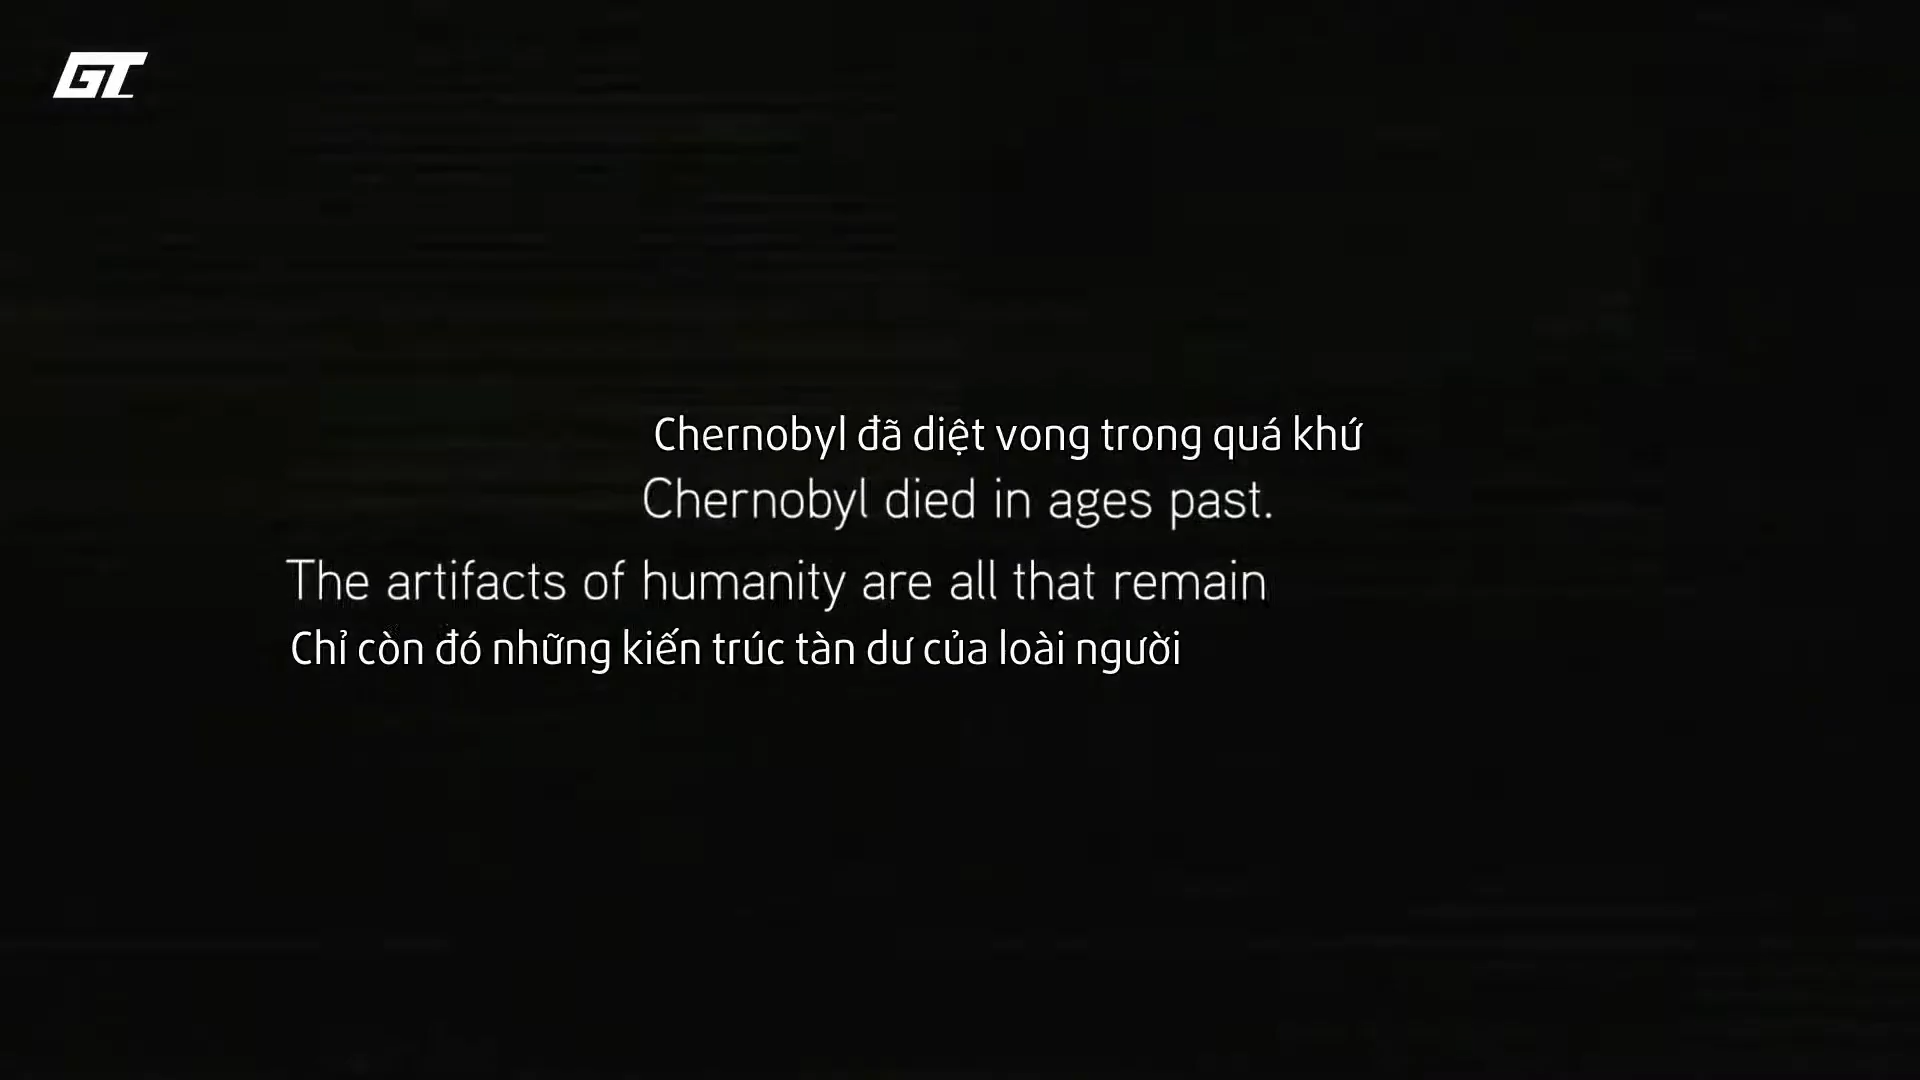 GT
Chernobyl đã diệt vong trong quá khứ
Chernobyl died in ages past.
The artifacts of humanity are all that remain
Chỉ còn đó những kiến trúc tàn dư của loài người